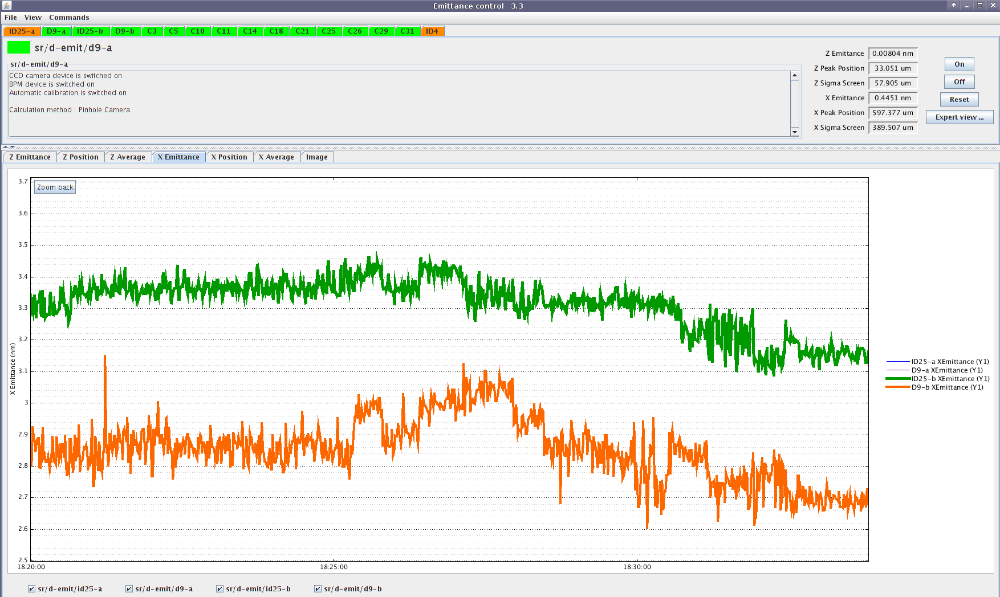 Emittance control 3.3
File View Commands
ID25-a D9-a ID25-b D9-b C3 C5 C10 C11 C14 C18 C21 C25 C26 C29 C31 ID4
sr/d-emit/d9-a
sr/d-emit/d9-a
CCD camera device is switched on
BPM device is switched on
Automatic calibration is switched on
Calculation method : Pinhole Camera
Z Emittance 0.00804 nm
Z Peak Position 33.051 um
Z Sigma Screen 57.905 um
X Emittance 0.4451 nm
X Peak Position 597.377 um
X Sigma Screen 389.507 um
On
Off
Reset
Expert view ...
Z Emittance Z Position Z Average X Emittance X Position X Average Image
Zoom back
3.7
3.6
3.5
3.4
3.3
3.2
3.1
3
2.9
2.8
2.7
2.6
2.5
X Emittance (nm)
18:20:00 18:25:00 18:30:00
ID25-a XEmittance (Y1)
D9-a XEmittance (Y1)
ID25-b XEmittance (Y1)
D9-b XEmittance (Y1)
sr/d-emit/id25-a sr/d-emit/d9-a sr/d-emit/id25-b sr/d-emit/d9-b